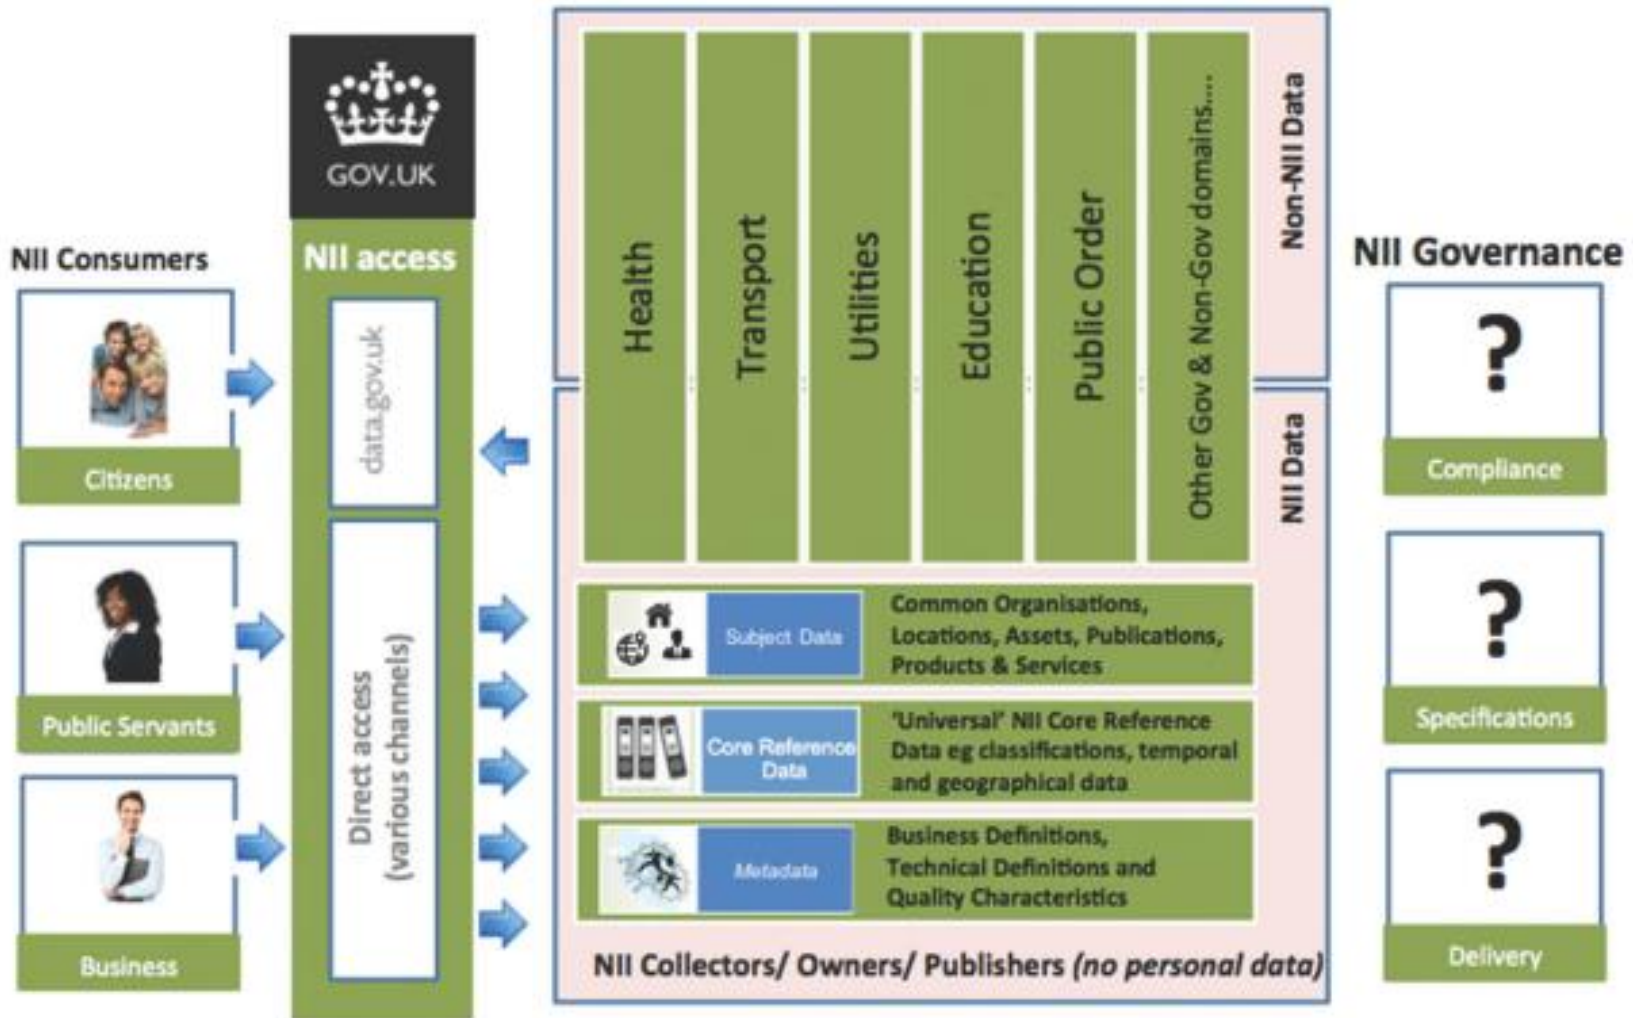 GOV.UK
NII Consumers
Citizens
Public Servants
Business
NII access
data.gov.uk
Direct access
(various channels)
Health
Transport
Utilities
Education
Public Order
Other Gov & Non-Gov domains....
Non-NII Data
NII Data
Subject Data
Common Organisations,
Locations, Assets, Publications,
Products & Services
Core Reference
Data
'Universal' NII Core Reference
Data eg classifications, temporal
and geographical data
Metadata
Business Definitions,
Technical Definitions and
Quality Characteristics
NII Collectors/ Owners/ Publishers (no personal data)
NII Governance
?
Compliance
?
Specifications
?
Delivery